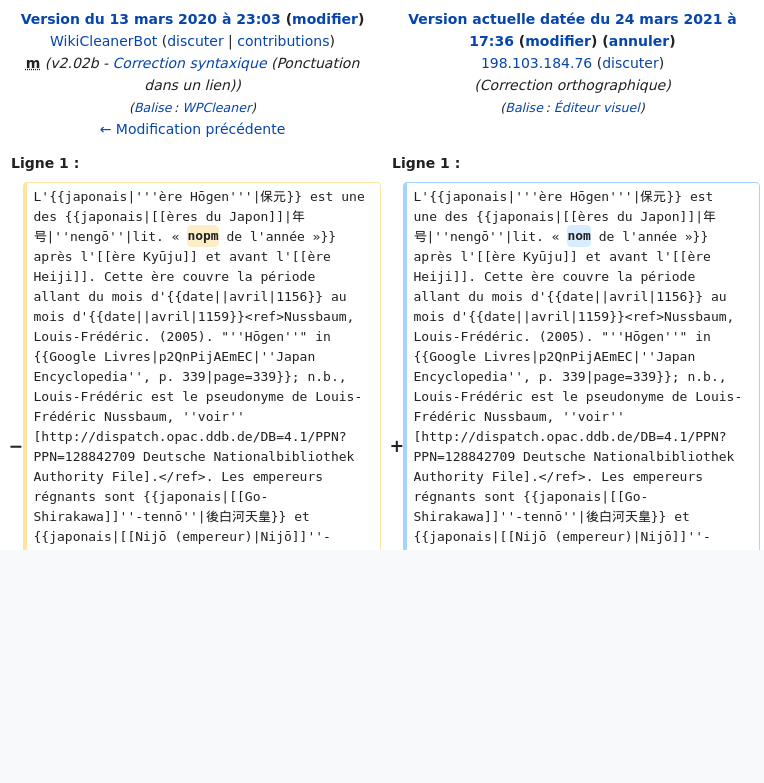 Version du 13 mars 2020 à 23:03 (modifier)
WikiCleanerBot (discuter | contributions)
m (v2.02b - Correction syntaxique (Ponctuation
dans un lien))
(Balise : WPCleaner)
← Modification précédente
Version actuelle datée du 24 mars 2021 à
17:36 (modifier) (annuler)
198.103.184.76 (discuter)
(Correction orthographique)
(Balise : Éditeur visuel)
Ligne 1 :
Ligne 1 :
−
L'{{japonais|'''ère Hōgen'''|保元}} est une
des {{japonais|[[ères du Japon]]|年
号|''nengō''|lit. « nopm de l'année »}}
après l'[[ère Kyūju]] et avant l'[[ère
Heiji]]. Cette ère couvre la période
allant du mois d'{{date||avril|1156}} au
mois d'{{date||avril|1159}}<ref>Nussbaum,
Louis-Frédéric. (2005). "''Hōgen''" in
{{Google Livres|p2QnPijAEmEC|''Japan
Encyclopedia'', p. 339|page=339}}; n.b.,
Louis-Frédéric est le pseudonyme de Louis-
Frédéric Nussbaum, ''voir''
[http://dispatch.opac.ddb.de/DB=4.1/PPN?
PPN=128842709 Deutsche Nationalbibliothek
Authority File].</ref>. Les empereurs
régnants sont {{japonais|[[Go-
Shirakawa]]''-tennō''|後白河天皇}} et
{{japonais|[[Nijō (empereur)|Nijō]]''-
+
L'{{japonais|'''ère Hōgen'''|保元}} est
une des {{japonais|[[ères du Japon]]|年
号|''nengō''|lit. « nom de l'année »}}
après l'[[ère Kyūju]] et avant l'[[ère
Heiji]]. Cette ère couvre la période
allant du mois d'{{date||avril|1156}} au
mois d'{{date||avril|1159}}<ref>Nussbaum,
Louis-Frédéric. (2005). "''Hōgen''" in
{{Google Livres|p2QnPijAEmEC|''Japan
Encyclopedia'', p. 339|page=339}}; n.b.,
Louis-Frédéric est le pseudonyme de Louis-
Frédéric Nussbaum, ''voir''
[http://dispatch.opac.ddb.de/DB=4.1/PPN?
PPN=128842709 Deutsche Nationalbibliothek
Authority File].</ref>. Les empereurs
régnants sont {{japonais|[[Go-
Shirakawa]]''-tennō''|後白河天皇}} et
{{japonais|[[Nijō (empereur)|Nijō]]''-